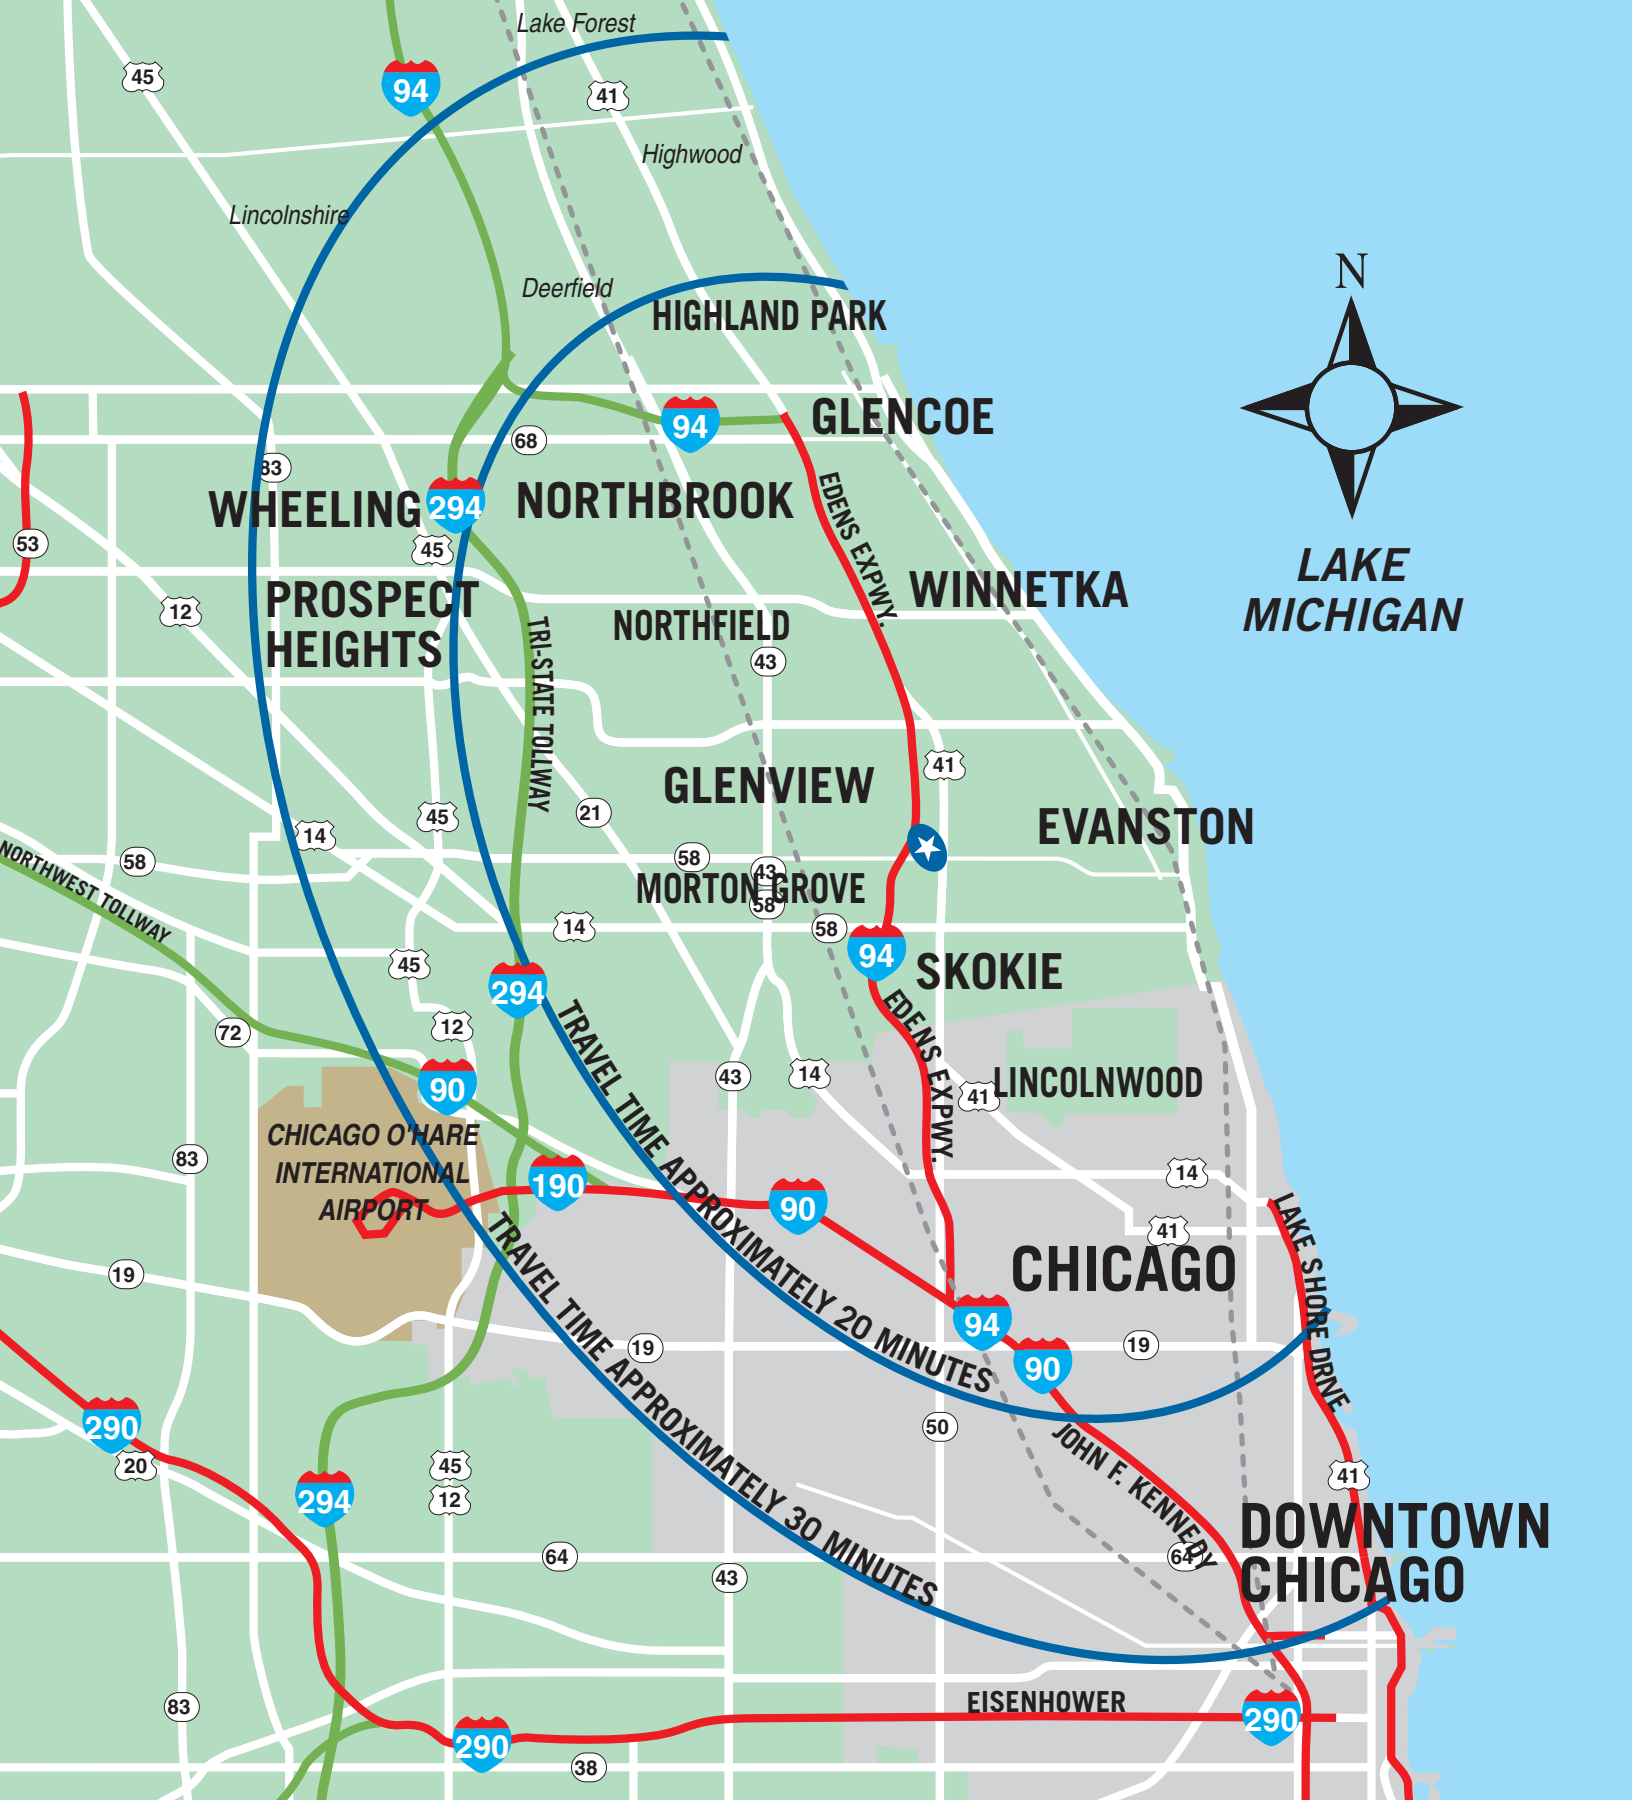 Lake Forest
45
94
41
Highwood
Lincolnshire
N
Deerfield
HIGHLAND PARK
94
GLENCOE
68
83
WHEELING
294
NORTHBROOK
EDENS EXPWY.
53
45
LAKE
MICHIGAN
PROSPECT
HEIGHTS
12
WINNETKA
NORTHFIELD
TRI-STATE TOLLWAY
43
GLENVIEW
41
21
45
14
EVANSTON
NORTHWEST TOLLWAY
58
58
43
MORTON GROVE
58
14
58
94
SKOKIE
45
294
EDENS EXPWY.
72
12
90
43
14
41
LINCOLNWOOD
TRAVEL TIME APPROXIMATELY 20 MINUTES
CHICAGO O'HARE
INTERNATIONAL
AIRPORT
83
190
90
14
41
LAKE SHORE DRIVE
CHICAGO
19
TRAVEL TIME APPROXIMATELY 30 MINUTES
94
19
19
90
290
20
50
JOHN F. KENNEDY
45
12
294
41
DOWNTOWN
CHICAGO
64
64
43
83
EISENHOWER
290
290
38